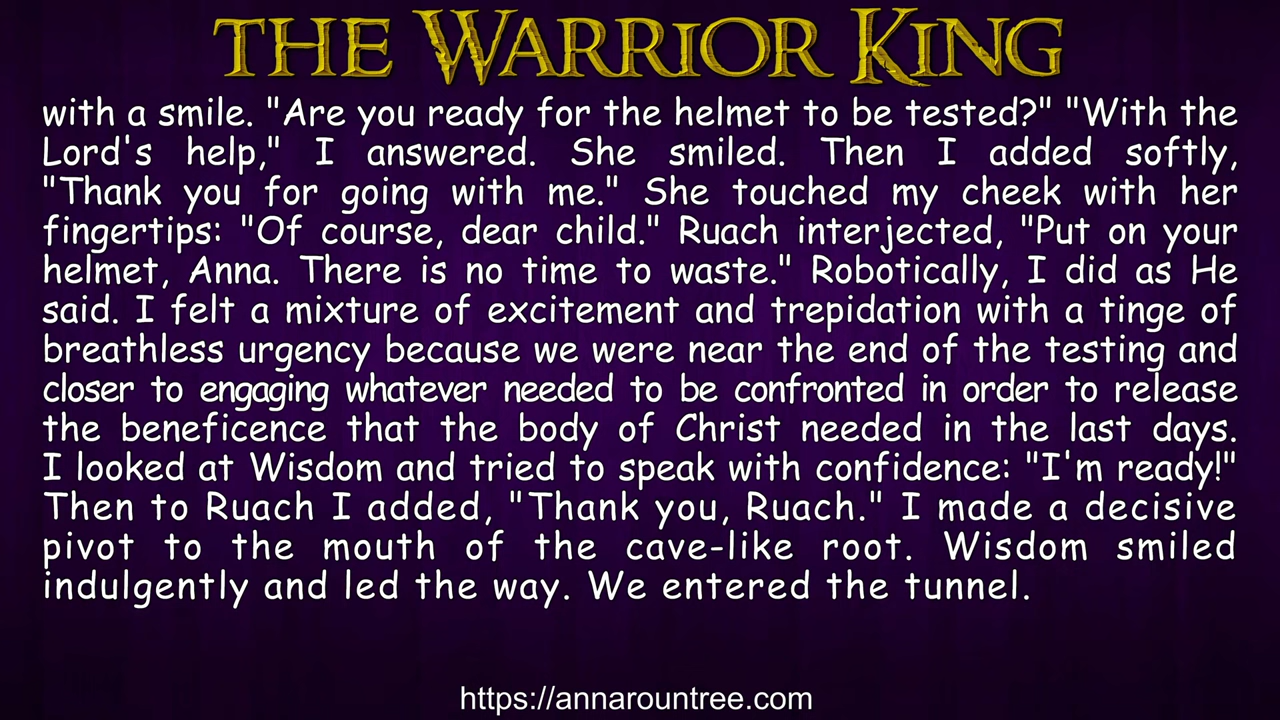 THE WARRIOR KING
with a smile. "Are you ready for the helmet to be tested?" "With the
Lord's help," I answered. She smiled. Then I added softly,
"Thank you for going with me." She touched my cheek with her
fingertips: "Of course, dear child." Ruach interjected, "Put on your
helmet, Anna. There is no time to waste." Robotically, I did as He
said. I felt a mixture of excitement and trepidation with a tinge of
breathless urgency because we were near the end of the testing and
closer to engaging whatever needed to be confronted in order to release
the beneficence that the body of Christ needed in the last days.
I looked at Wisdom and tried to speak with confidence: "I'm ready!"
Then to Ruach I added, "Thank you, Ruach." I made a decisive
pivot to the mouth of the cave-like root. Wisdom smiled
indulgently and led the way. We entered the tunnel.
https://annarountree.com